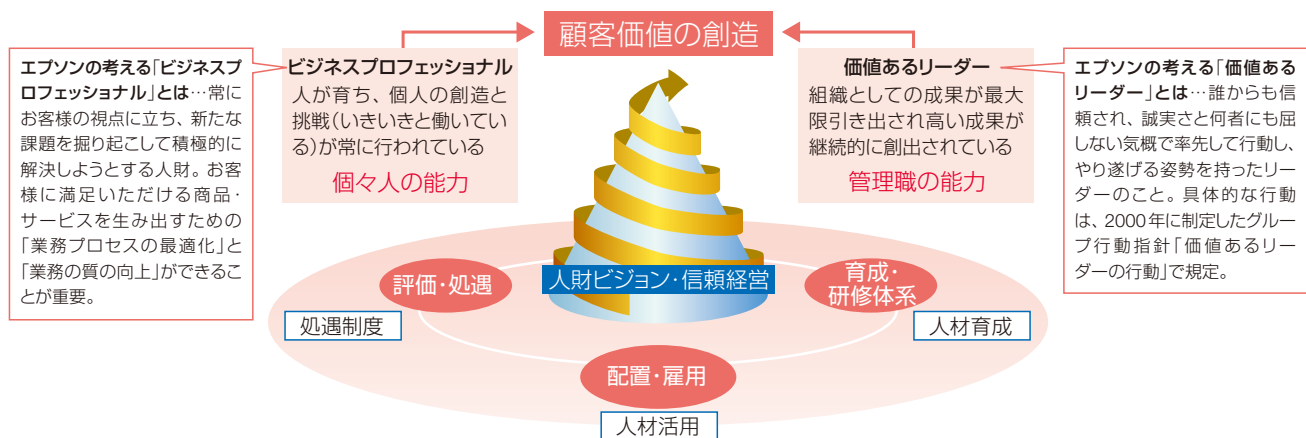 顧客価値の創造
エプソンの考える「ビジネスプ
ロフェッショナル」とは…常に
お客様の視点に立ち、新たな
課題を掘り起こして積極的に
解決しようとする人財。お客
様に満足いただける商品・
サービスを生み出すための
「業務プロセスの最適化」と
「業務の質の向上」ができるこ
とが重要。
ビジネスプロフェッショナル
人が育ち、個人の創造と
挑戦(いきいきと働いてい
る)が常に行われている
個々人の能力
価値あるリーダー
組織としての成果が最大
限引き出され高い成果が
継続的に創出されている
管理職の能力
エプソンの考える「価値ある
リーダー」とは…誰からも信
頼され、誠実さと何者にも屈
しない気概で率先して行動し、
やり遂げる姿勢を持ったリー
ダーのこと。具体的な行動
は、2000年に制定したグルー
プ行動指針「価値あるリー
ダーの行動」で規定。
人財ビジョン・信頼経営
評価・処遇
処遇制度
育成・
研修体系
人材育成
配置・雇用
人材活用